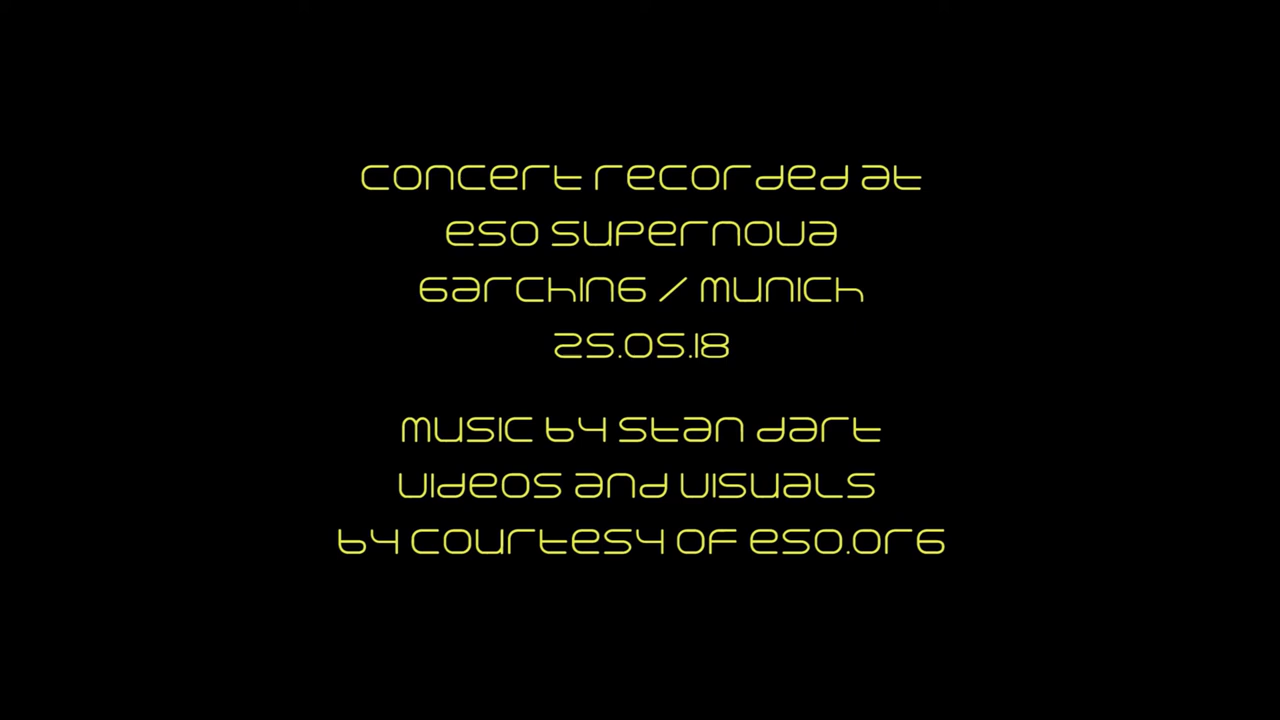 concert recorded at
eso supernova
garching / munich
25.05.18
music by stan dart
videos and visuals
by courtesy of eso.org